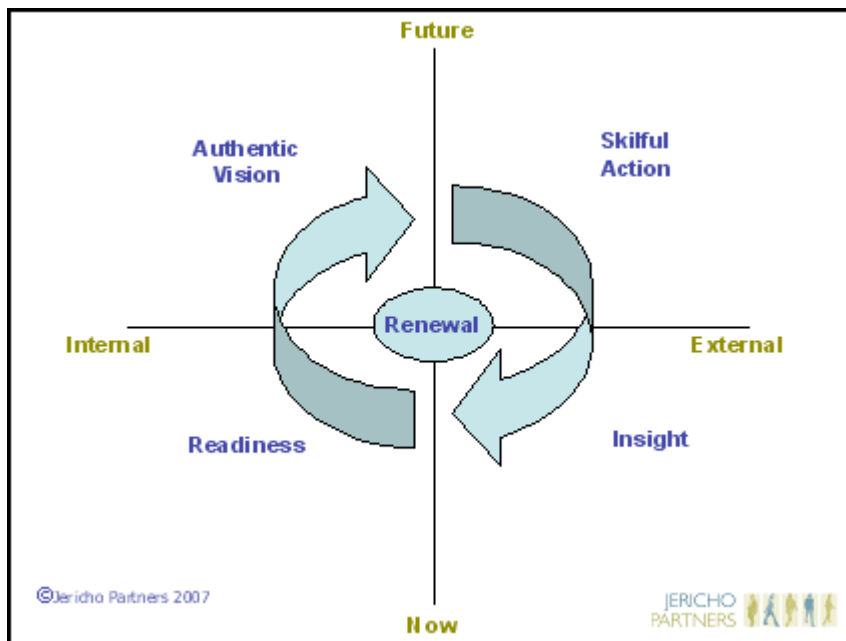 Future
Authentic
Vision
Skilful
Action
Internal
Renewal
External
Readiness
Insight
©Jericho Partners 2007
Now
JERICHO
PARTNERS